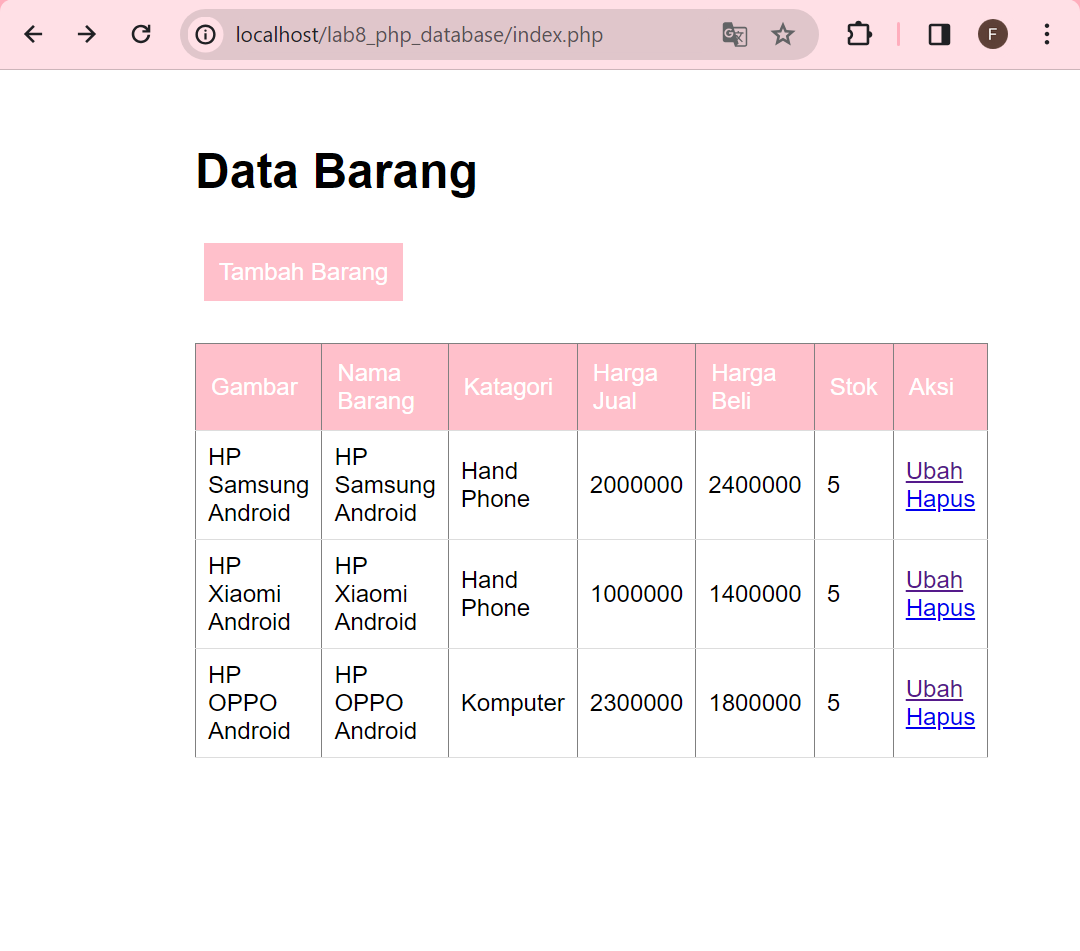 localhost/lab8_php_database/index.php
F
Data Barang
Tambah Barang
Gambar Nama Barang Katagori Harga Jual Harga Beli Stok Aksi
HP Samsung Android HP Samsung Android Hand Phone 2000000 2400000 5 Ubah Hapus
HP Xiaomi Android HP Xiaomi Android Hand Phone 1000000 1400000 5 Ubah Hapus
HP OPPO Android HP OPPO Android Komputer 2300000 1800000 5 Ubah Hapus